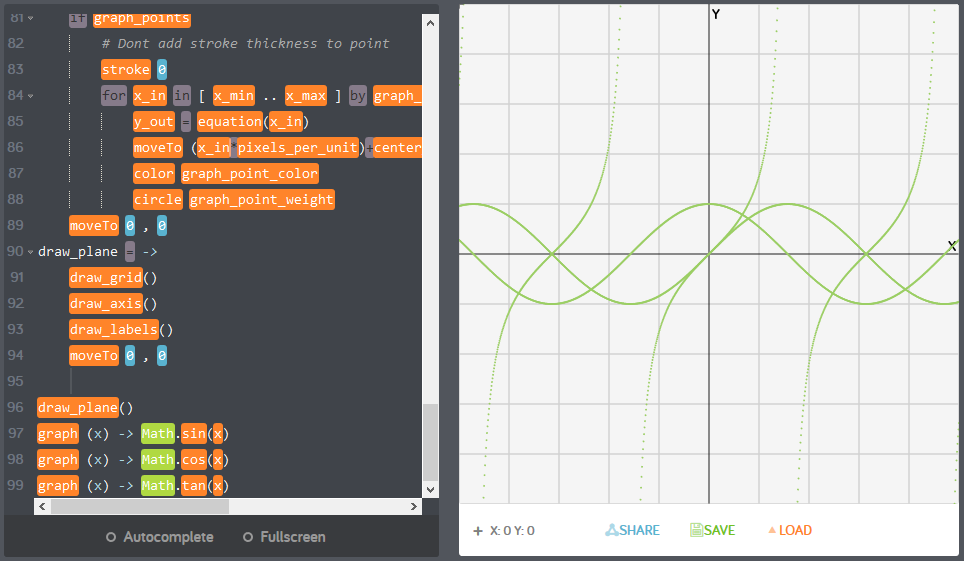 81 if graph_points
82 # Dont add stroke thickness to point
83 stroke 0
84 for x_in in [ x_min .. x_max ] by graph_
85 y_out = equation(x_in)
86 moveTo (x_in*pixels_per_unit)+center
87 color graph_point_color
88 circle graph_point_weight
89 moveTo 0 , 0
90 draw_plane = ->
91 draw_grid()
92 draw_axis()
93 draw_labels()
94 moveTo 0 , 0
95
96 draw_plane()
97 graph (x) -> Math.sin(x)
98 graph (x) -> Math.cos(x)
99 graph (x) -> Math.tan(x)
Autocomplete Fullscreen
Y
X
+ X: 0 Y: 0 SHARE SAVE LOAD